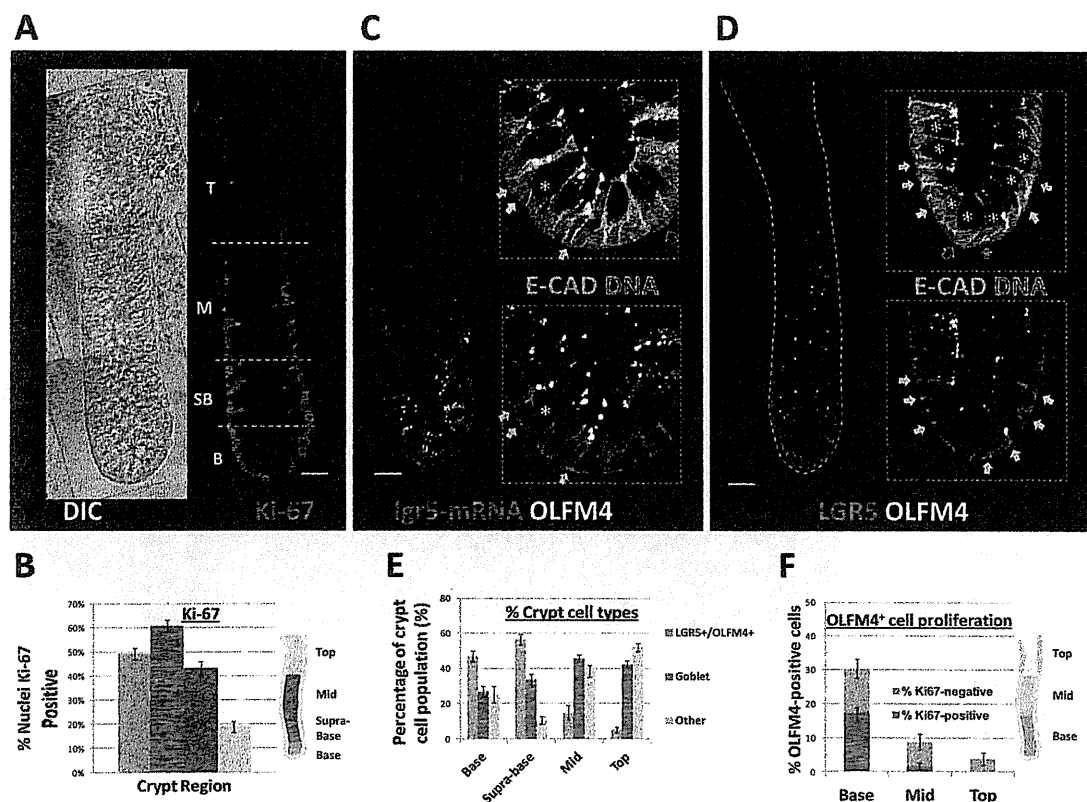 A
C
D
T
M
SB
B
DIC
Ki-67
*
E-CAD DNA
*
lgr5-mRNA OLFM4
* * * * * * * *
E-CAD DNA
LGR5 OLFM4
B
Ki-67
% Nuclei Ki-67
Positive
70%
60%
50%
40%
30%
20%
10%
0%
Crypt Region
Top
Mid
Supra-
Base
Base
E
% Crypt cell types
Percentage of crypt
cell population (%)
80
60
40
20
0
Base
Supra-base
Mid
Top
LGR5+/OLFM4+
Goblet
Other
F
OLFM4+ cell proliferation
% OLFM4-positive cells
50
40
30
20
10
0
% Ki67-negative
% Ki67-positive
Base
Mid
Top
Top
Mid
Base